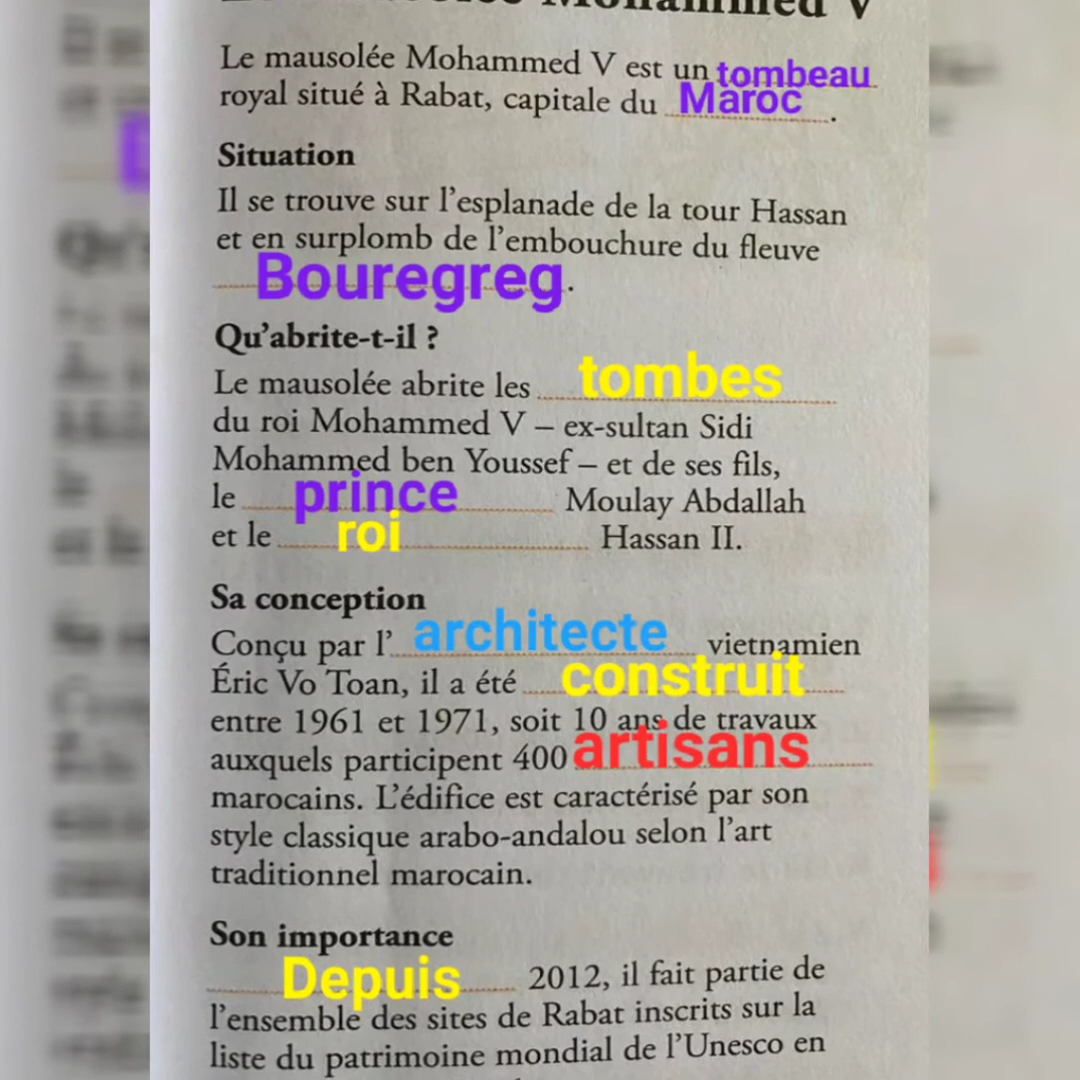 Mohammed V
Le mausolée Mohammed V est un tombeau
royal situé à Rabat, capitale du Maroc.
Situation
Il se trouve sur l'esplanade de la tour Hassan
et en surplomb de l'embouchure du fleuve
Bouregreg.
Qu'abrite-t-il ?
Le mausolée abrite les tombes
du roi Mohammed V – ex-sultan Sidi
Mohammed ben Youssef – et de ses fils,
le prince Moulay Abdallah
et le roi Hassan II.
Sa conception
Conçu par l'architecte vietnamien
Éric Vo Toan, il a été construit
entre 1961 et 1971, soit 10 ans de travaux
auxquels participent 400 artisans
marocains. L'édifice est caractérisé par son
style classique arabo-andalou selon l'art
traditionnel marocain.
Son importance
Depuis 2012, il fait partie de
l'ensemble des sites de Rabat inscrits sur la
liste du patrimoine mondial de l'Unesco en